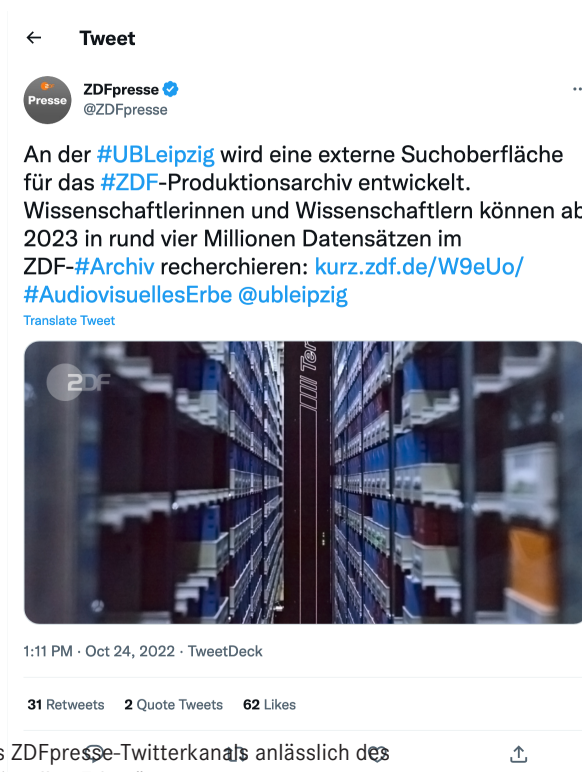 Tweet
ZDFpresse
Presse
@ZDFpresse
An der #UBLeipzig wird eine externe Suchoberfläche
für das #ZDF-Produktionsarchiv entwickelt.
Wissenschaftlerinnen und Wissenschaftlern können ab
2023 in rund vier Millionen Datensätzen im
ZDF-#Archiv recherchieren: kurz.zdf.de/W9eUo/
#AudiovisuellesErbe @ubleipzig
Translate Tweet
ZDF
//// Ter
1:11 PM · Oct 24, 2022 · TweetDeck
31 Retweets 2 Quote Tweets 62 Likes
s ZDFpresse-Twitterkanals anlässlich des